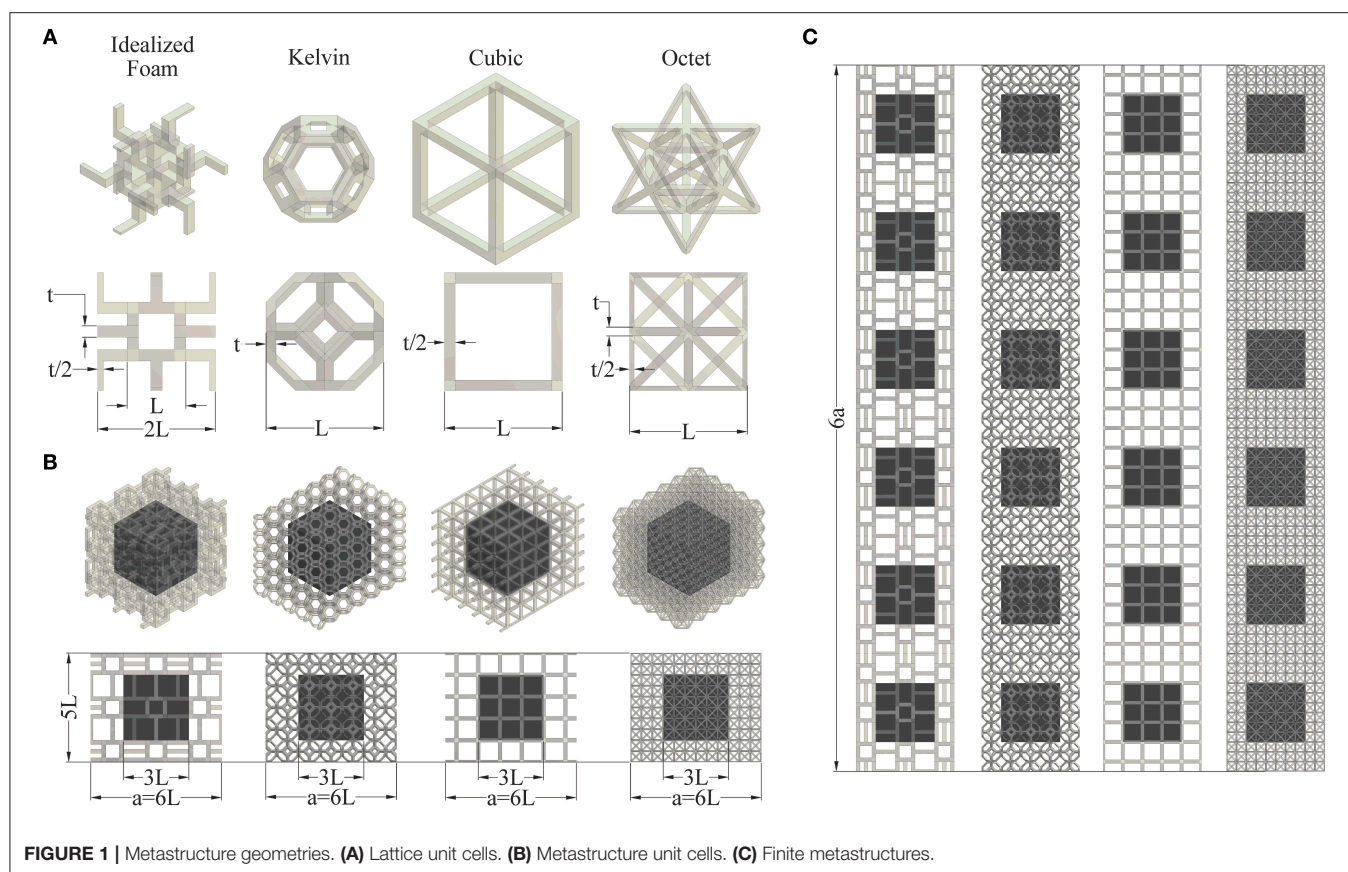 A
Idealized
Foam
Kelvin
Cubic
Octet
t
t/2
L
2L
t
L
t/2
L
t
t/2
L
B
5L
3L
a=6L
3L
a=6L
3L
a=6L
3L
a=6L
C
6a
FIGURE 1 | Metastructure geometries. (A) Lattice unit cells. (B) Metastructure unit cells. (C) Finite metastructures.